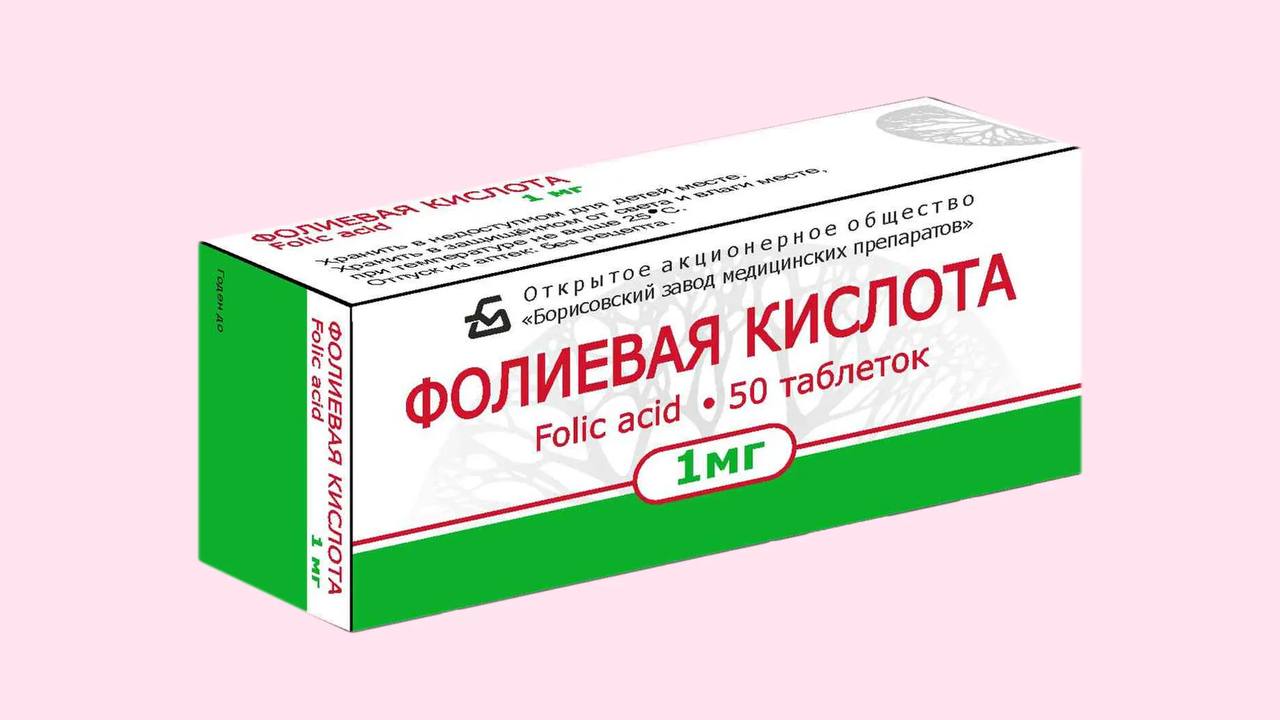 ФОЛИЕВАЯ КИСЛОТА
Folic acid
1 мг
Хранить в недоступном для детей месте.
Хранить в защищённом от света и влаги месте,
при температуре не выше 25°С.
Отпуск из аптек: без рецепта.
Открытое акционерное общество
«Борисовский завод медицинских препаратов»
ФОЛИЕВАЯ КИСЛОТА
Folic acid • 50 таблеток
1мг
Годен до
ФОЛИЕВАЯ КИСЛОТА
Folic acid
1 мг